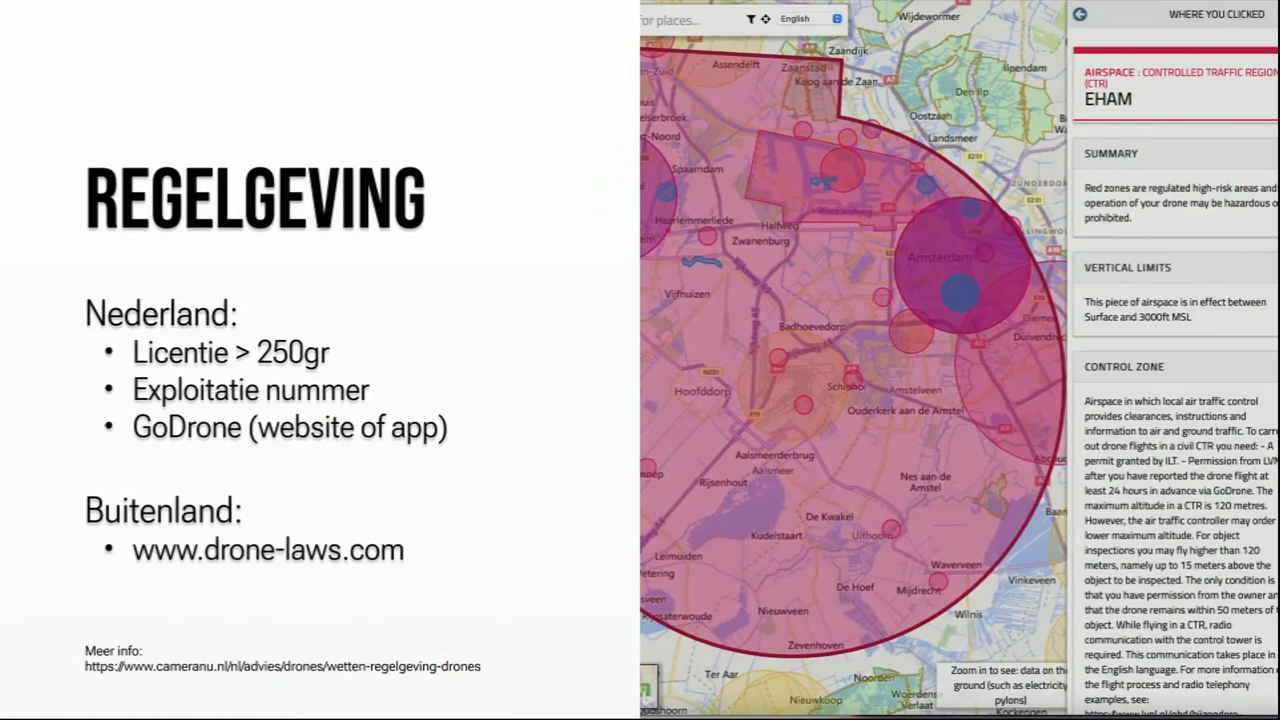 REGELGEVING
Nederland:
• Licentie > 250gr
• Exploitatie nummer
• GoDrone (website of app)
Buitenland:
• www.drone-laws.com
Meer info:
https://www.cameranu.nl/nl/advies/drones/wetten-regelgeving-drones
for places...
English
Wijdewormer
Zaandijk
Assendelft
Zaanstad
Koog aan de Zaan
Ilpendam
Den Ilp
Oostzaan
Landsmeer
Spaarndam
Haarlemmerliede
Halfweg
Zwanenburg
Amsterdam
Vijfhuizen
Badhoevedorp
Dieme
Duivendre
Hoofddorp
Schiphol
Amstelveen
Ouderkerk aan de Amstel
Aalsmeerderbrug
Aalsmeer
Rijsenhout
Nes aan de
Amstel
De Kwakel
Kudelstaart
Uithoorn
Leimuiden
Waverveen
De Hoef
Mijdrecht
Vinkeveen
Nieuwveen
Wilnis
Rijnsaterwoude
Zevenhoven
Ter Aar
Noorden
Nieuwkoop
Woerdens
Verlaat
Kockengen
Zoom in to see: data on th
ground (such as electricity
pylons)
WHERE YOU CLICKED
AIRSPACE : CONTROLLED TRAFFIC REGION
(CTR)
EHAM
SUMMARY
Red zones are regulated high-risk areas and
operation of your drone may be hazardous o
prohibited.
VERTICAL LIMITS
This piece of airspace is in effect between
Surface and 3000ft MSL
CONTROL ZONE
Airspace in which local air traffic control
provides clearances, instructions and
information to air and ground traffic. To carr
out drone flights in a civil CTR you need: - A
permit granted by ILT. - Permission from LVN
after you have reported the drone flight at
least 24 hours in advance via GoDrone. The
maximum altitude in a CTR is 120 metres.
However, the air traffic controller may order
lower maximum altitude. For object
inspections you may fly higher than 120
meters, namely up to 15 meters above the
object to be inspected. The only condition is
that you have permission from the owner an
that the drone remains within 50 meters of
object. While flying in a CTR, radio
communication with the control tower is
required. This communication takes place in
the English language. For more information
the flight process and radio telephony
examples, see: